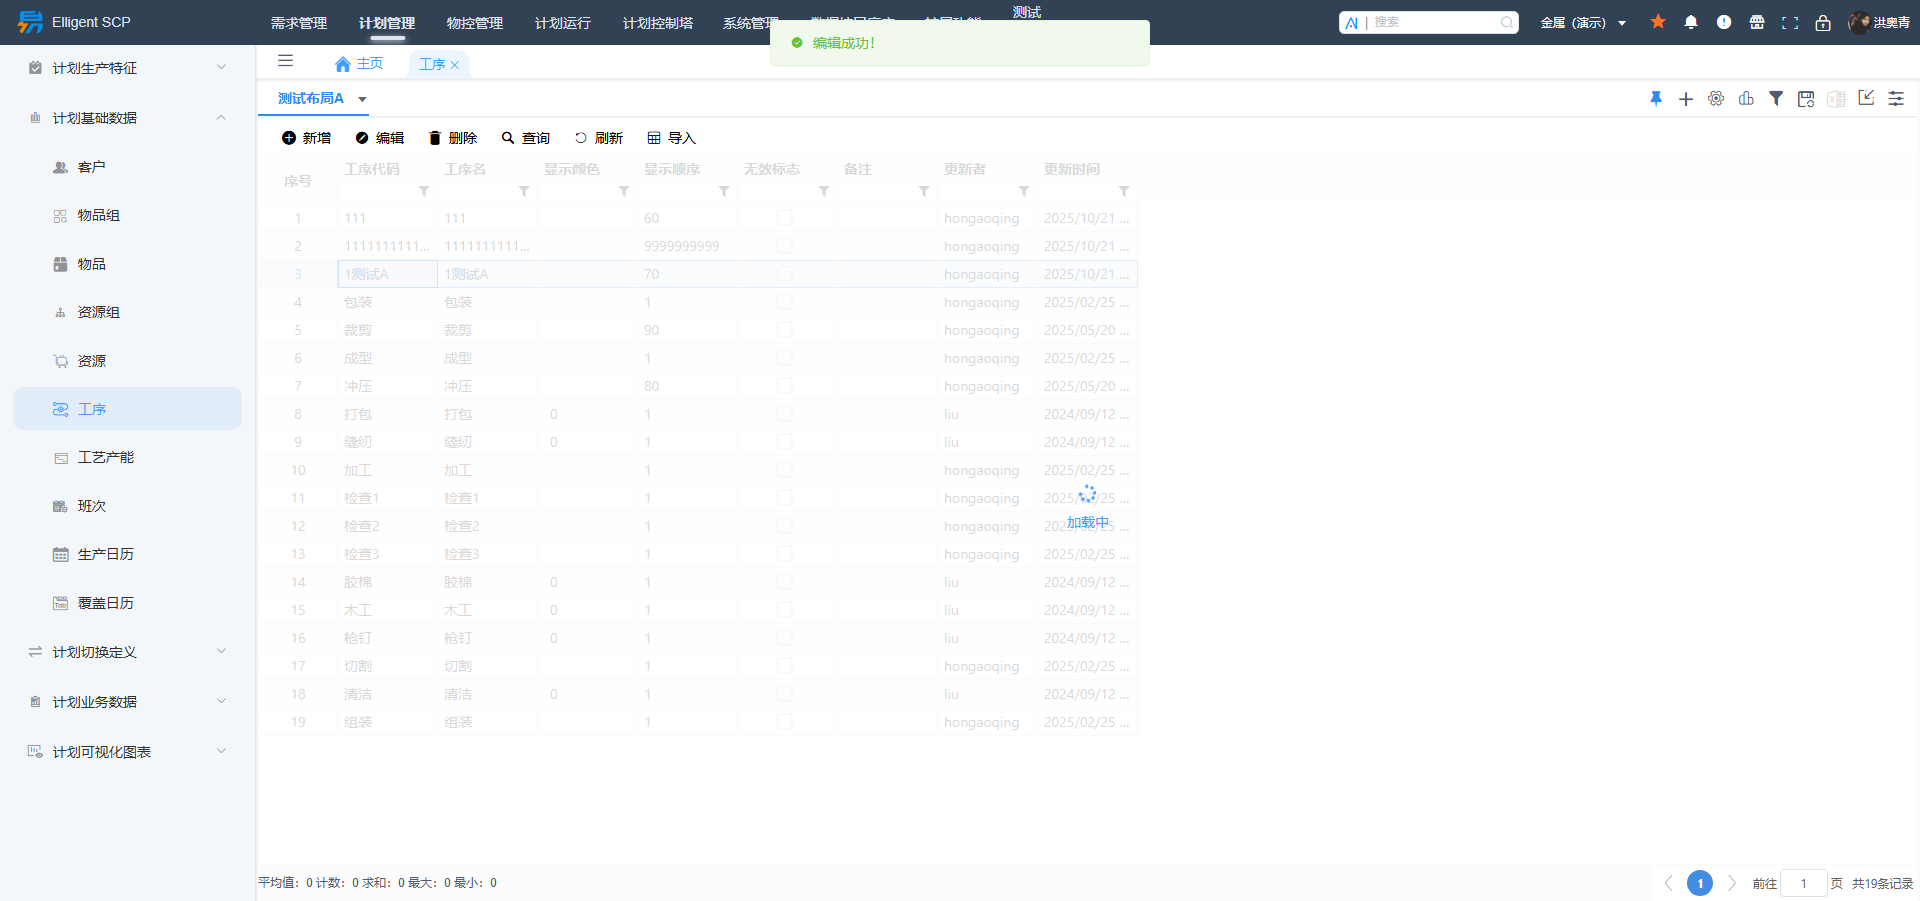 Elligent SCP
需求管理 计划管理 物控管理 计划运行 计划控制塔 系统管理
测试
搜索
金属（演示）
洪奥青
编辑成功！
主页 工序
测试布局A
新增 编辑 删除 查询 刷新 导入
计划生产特征
计划基础数据
客户
物品组
物品
资源组
资源
工序
工艺产能
班次
生产日历
覆盖日历
计划切换定义
计划业务数据
计划可视化图表
序号 工序代码 工序名 显示颜色 显示顺序 无效标志 备注 更新者 更新时间
1 111 111 60 hongaoqing 2025/10/21 ...
2 1111111111... 1111111111... 9999999999 hongaoqing 2025/10/21 ...
3 1测试A 1测试A 70 hongaoqing 2025/10/21 ...
4 包装 包装 1 hongaoqing 2025/02/25 ...
5 裁剪 裁剪 90 hongaoqing 2025/05/20 ...
6 成型 成型 1 hongaoqing 2025/02/25 ...
7 冲压 冲压 80 hongaoqing 2025/05/20 ...
8 打包 打包 0 1 liu 2024/09/12 ...
9 缝纫 缝纫 0 1 liu 2024/09/12 ...
10 加工 加工 1 hongaoqing 2025/02/25 ...
11 检查1 检查1 1 hongaoqing 2025/02/25 ...
12 检查2 检查2 1 hongaoqing 2025/02/25 ...
加载中
13 检查3 检查3 1 hongaoqing 2025/02/25 ...
14 胶棉 胶棉 0 1 liu 2024/09/12 ...
15 木工 木工 0 1 liu 2024/09/12 ...
16 枪钉 枪钉 0 1 liu 2024/09/12 ...
17 切割 切割 1 hongaoqing 2025/02/25 ...
18 清洁 清洁 0 1 liu 2024/09/12 ...
19 组装 组装 1 hongaoqing 2025/02/25 ...
平均值：0 计数：0 求和：0 最大：0 最小：0
1 前往 1 页 共19条记录